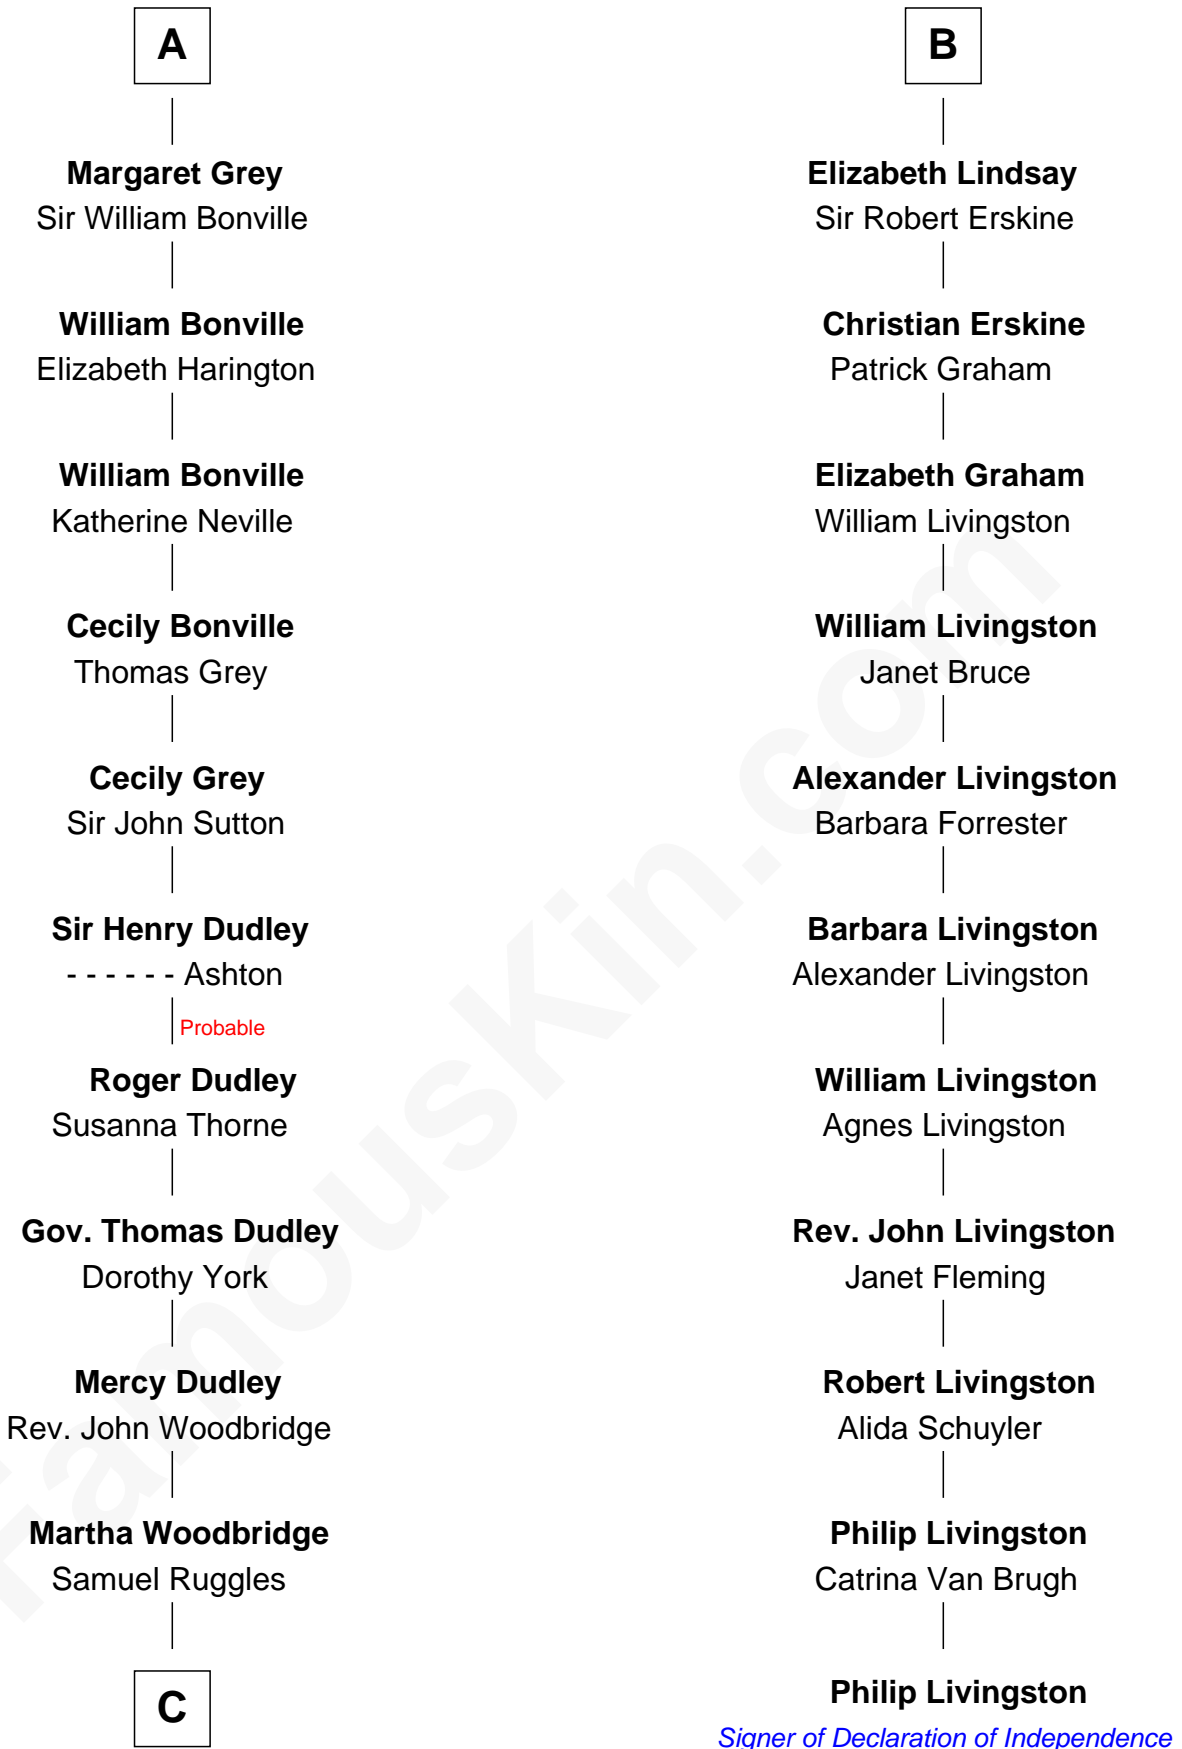 A
Margaret Grey
Sir William Bonville
William Bonville
Elizabeth Harington
William Bonville
Katherine Neville
Cecily Bonville
Thomas Grey
Cecily Grey
Sir John Sutton
Sir Henry Dudley
- - - - - - Ashton
Probable
Roger Dudley
Susanna Thorne
Gov. Thomas Dudley
Dorothy York
Mercy Dudley
Rev. John Woodbridge
Martha Woodbridge
Samuel Ruggles
C
B
Elizabeth Lindsay
Sir Robert Erskine
Christian Erskine
Patrick Graham
Elizabeth Graham
William Livingston
William Livingston
Janet Bruce
Alexander Livingston
Barbara Forrester
Barbara Livingston
Alexander Livingston
William Livingston
Agnes Livingston
Rev. John Livingston
Janet Fleming
Robert Livingston
Alida Schuyler
Philip Livingston
Catrina Van Brugh
Philip Livingston
Signer of Declaration of Independence
FamousKin.com